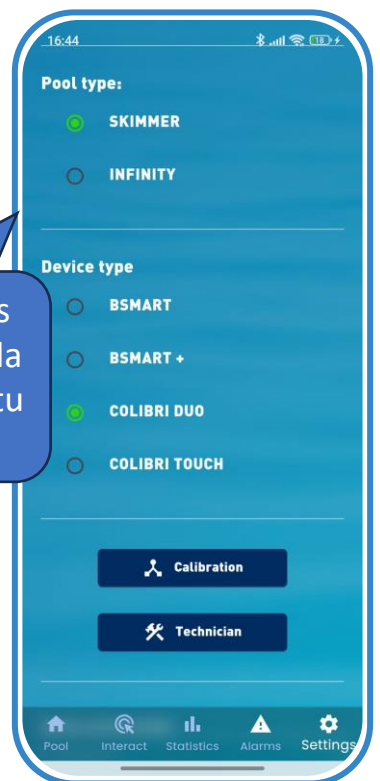 16:44
18
Pool type:
SKIMMER
INFINITY
Device type
BSMART
BSMART +
COLIBRI DUO
COLIBRI TOUCH
Calibration
Technician
Pool Interact Statistics Alarms Settings